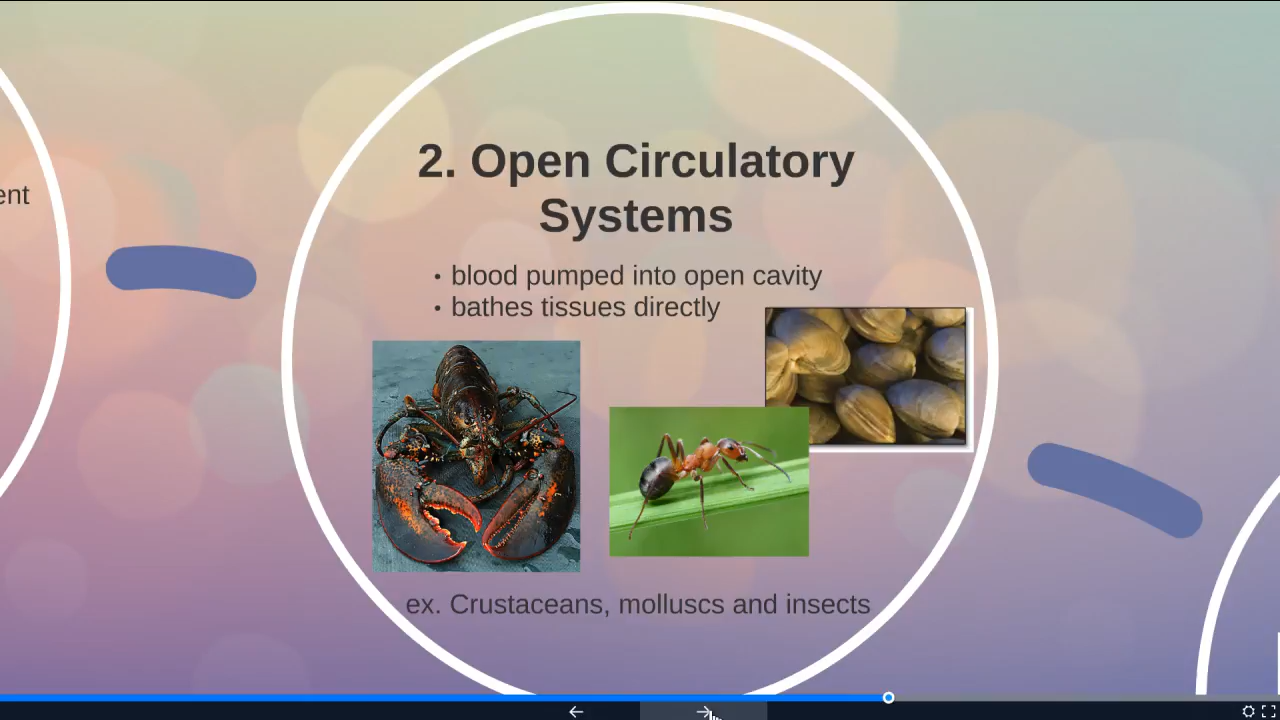 ent
2. Open Circulatory
Systems
• blood pumped into open cavity
• bathes tissues directly
ex. Crustaceans, molluscs and insects